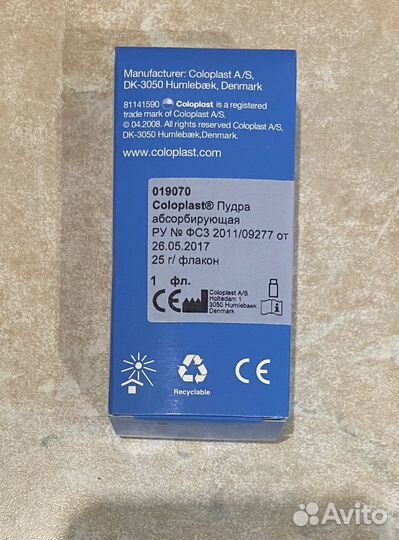 Manufacturer: Coloplast A/S,
DK-3050 Humlebæk, Denmark
81141590 Coloplast is a registered
trade mark of Coloplast A/S.
© 04.2008. All rights reserved Coloplast A/S,
DK-3050 Humlebæk,Denmark.
www.coloplast.com
019070
Coloplast® Пудра
абсорбирующая
РУ № ФСЗ 2011/09277 от
26.05.2017
25 г/ флакон
1 фл.
CE
Coloplast A/S
Holtedam 1
3050 Humlebaek
Denmark
Recyclable
CE
Avito